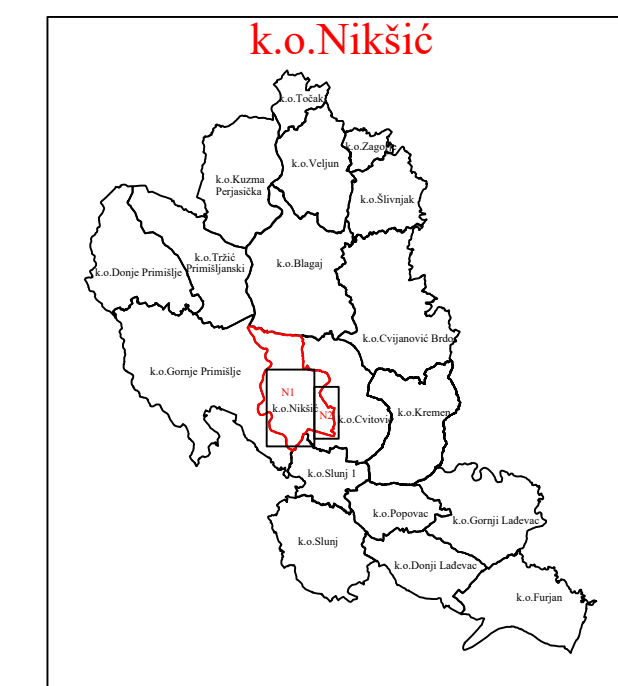 k.o.Nikšić
k.o.Točak
k.o.Zagorje
k.o.Veljun
k.o.Kuzma
Perjasička
k.o.Šlivnjak
k.o.Tržić
Primišljanski
k.o.Blagaj
k.o.Donje Primišlje
k.o.Cvijanović Brdo
k.o.Gornje Primišlje
N1
k.o.Nikšić
N2
k.o.Cvitović
k.o.Kremen
k.o.Slunj 1
k.o.Popovac
k.o.Gornji Lađevac
k.o.Slunj
k.o.Donji Lađevac
k.o.Furjan